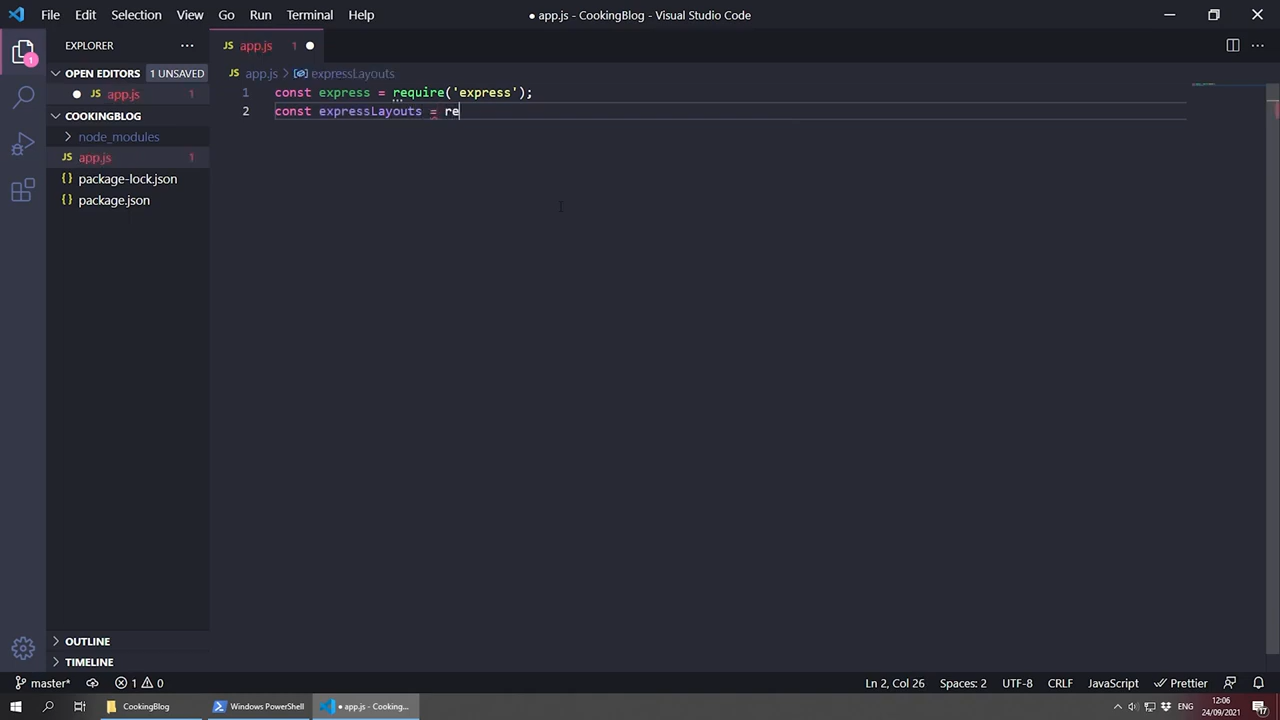 File Edit Selection View Go Run Terminal Help
● app.js - CookingBlog - Visual Studio Code
EXPLORER
JS app.js 1
OPEN EDITORS 1 UNSAVED
JS app.js > expressLayouts
JS app.js 1
1 const express = require('express');
2 const expressLayouts = re
COOKINGBLOG
node_modules
JS app.js 1
{} package-lock.json
{} package.json
OUTLINE
TIMELINE
1
master* 1 0
Ln 2, Col 26 Spaces: 2 UTF-8 CRLF JavaScript Prettier
CookingBlog
Windows PowerShell
● app.js - Cooking...
ENG
12:06
24/09/2021
17